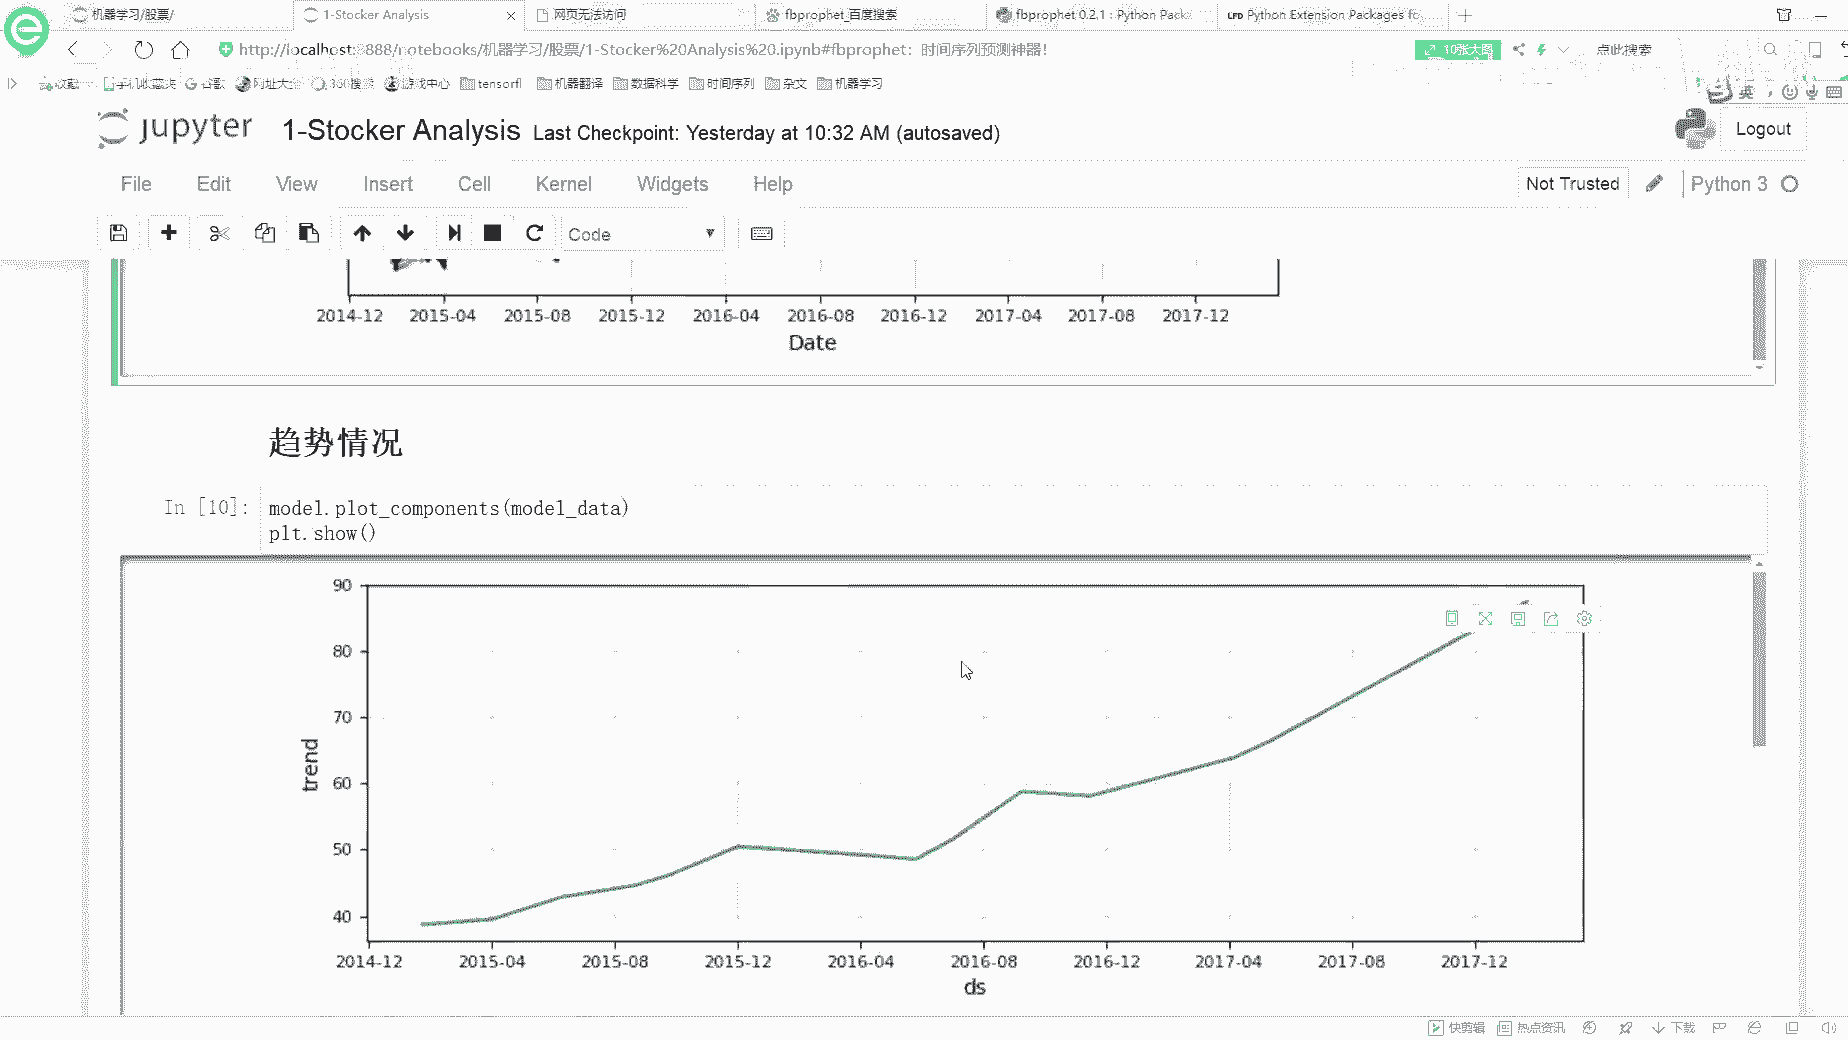 机器学习/股票/
1-Stocker Analysis
网页无法访问
fbprophet_百度搜索
fbprophet 0.2.1 : Python Pack
LFD Python Extension Packages fo
http://localhost:8888/notebooks/机器学习/股票/1-Stocker%20Analysis%20.ipynb#fbprophet：时间序列预测神器！
10张大图
点此搜索
收藏
手机收藏夹
谷歌
网址大全
360搜索
游戏中心
tensorfl
机器翻译
数据科学
时间序列
杂文
机器学习
英
jupyter
1-Stocker Analysis Last Checkpoint: Yesterday at 10:32 AM (autosaved)
Logout
File Edit View Insert Cell Kernel Widgets Help
Not Trusted
Python 3
Code
2014-12 2015-04 2015-08 2015-12 2016-04 2016-08 2016-12 2017-04 2017-08 2017-12
Date
趋势情况
In [10]:
model.plot_components(model_data)
plt.show()
90
80
70
60
50
40
trend
2014-12 2015-04 2015-08 2015-12 2016-04 2016-08 2016-12 2017-04 2017-08 2017-12
ds
快剪辑
热点资讯
下载